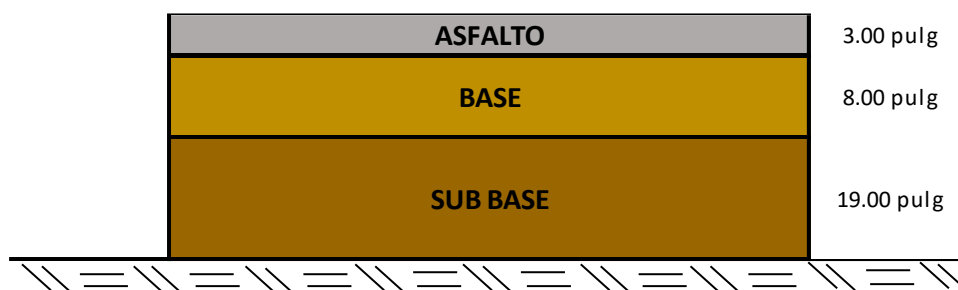 ASFALTO 3.00 pulg
BASE 8.00 pulg
SUB BASE 19.00 pulg